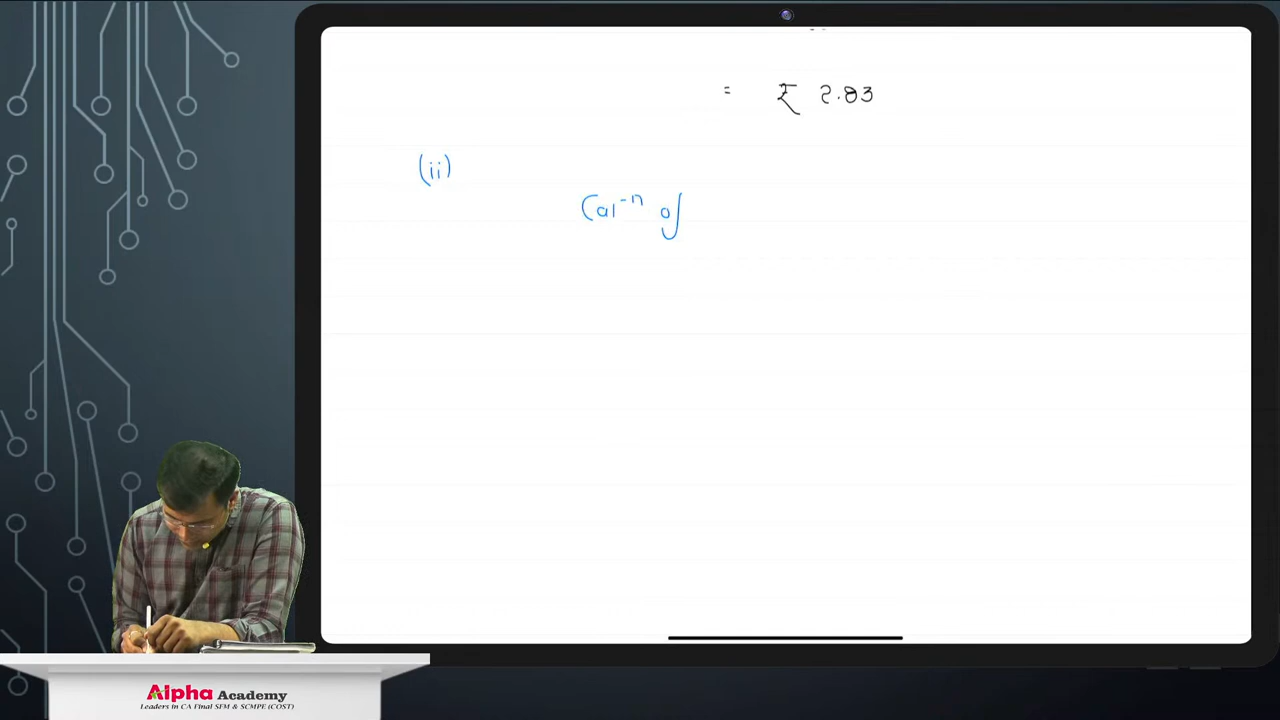 = ₹ 2.83
(ii)
Cal⁻ⁿ of
Alpha Academy
Leaders in CA Final SFM & SCMPE (COST)